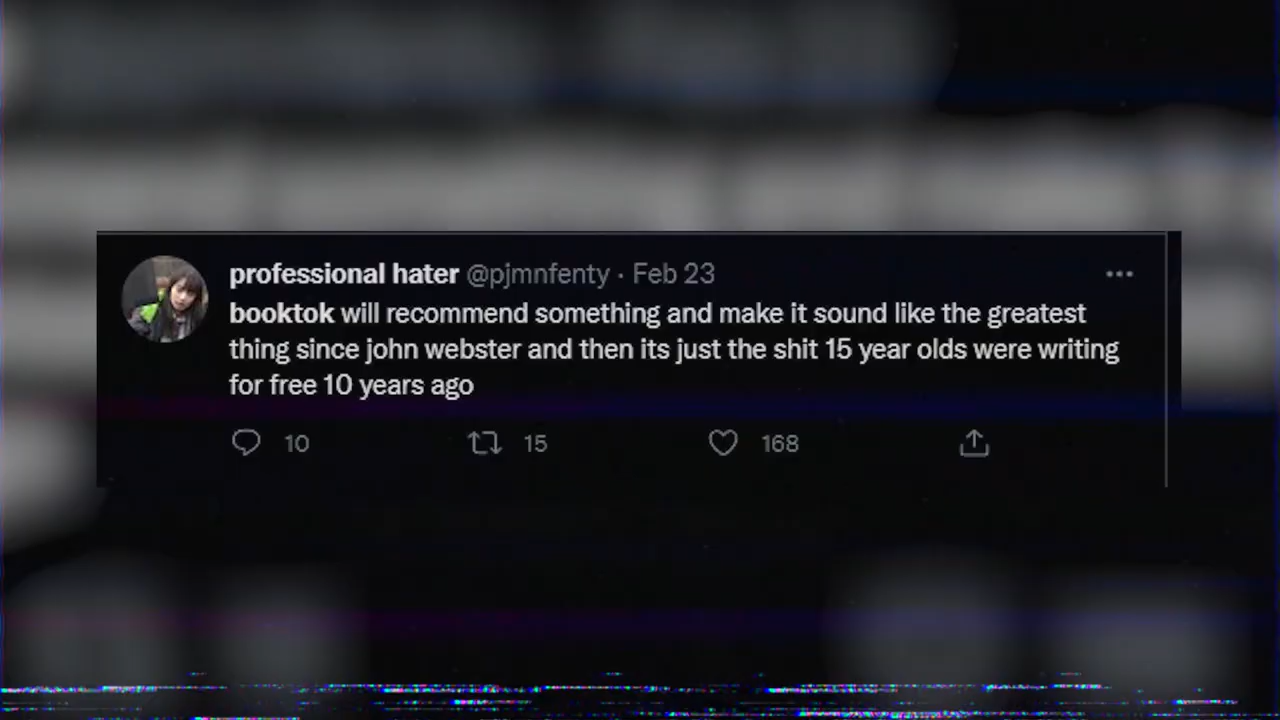 professional hater @pjmnfenty · Feb 23
booktok will recommend something and make it sound like the greatest
thing since john webster and then its just the shit 15 year olds were writing
for free 10 years ago
10 15 168